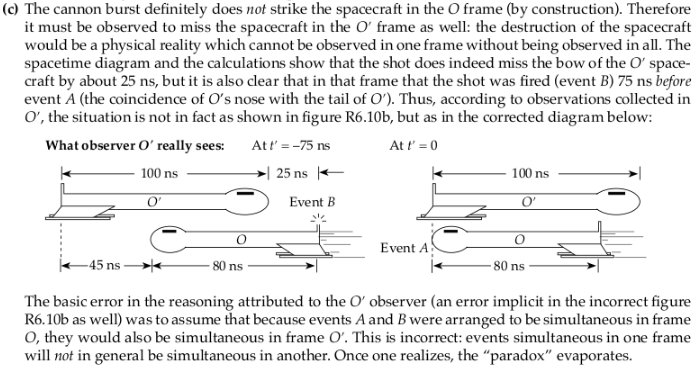 (c) The cannon burst definitely does not strike the spacecraft in the O frame (by construction). Therefore
it must be observed to miss the spacecraft in the O′ frame as well: the destruction of the spacecraft
would be a physical reality which cannot be observed in one frame without being observed in all. The
spacetime diagram and the calculations show that the shot does indeed miss the bow of the O′ space-
craft by about 25 ns, but it is also clear that in that frame that the shot was fired (event B) 75 ns before
event A (the coincidence of O's nose with the tail of O′). Thus, according to observations collected in
O′, the situation is not in fact as shown in figure R6.10b, but as in the corrected diagram below:
What observer O′ really sees: At t′ = –75 ns At t′ = 0
100 ns 25 ns 100 ns
O′ Event B O′
O Event A O
45 ns 80 ns 80 ns
The basic error in the reasoning attributed to the O′ observer (an error implicit in the incorrect figure
R6.10b as well) was to assume that because events A and B were arranged to be simultaneous in frame
O, they would also be simultaneous in frame O′. This is incorrect: events simultaneous in one frame
will not in general be simultaneous in another. Once one realizes, the “paradox” evaporates.